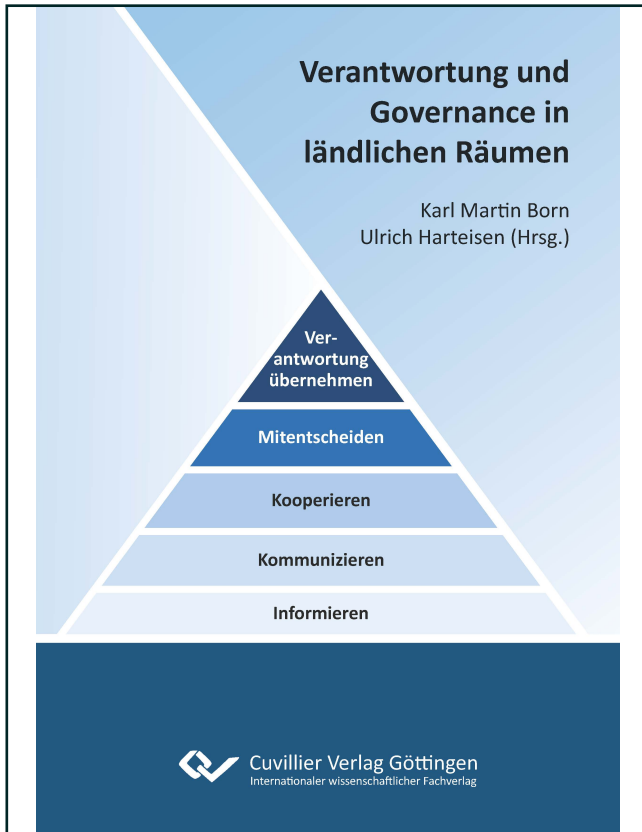 Verantwortung und
Governance in
ländlichen Räumen
Karl Martin Born
Ulrich Harteisen (Hrsg.)
Ver-
antwortung
übernehmen
Mitentscheiden
Kooperieren
Kommunizieren
Informieren
Cuvillier Verlag Göttingen
Internationaler wissenschaftlicher Fachverlag